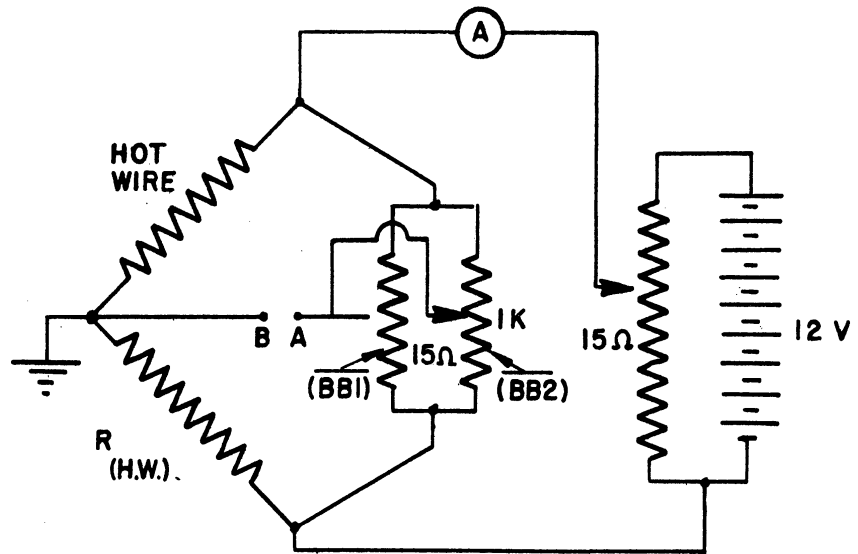 A
HOT
WIRE
1K
B A
15Ω
15Ω
12 V
(BB1)
(BB2)
R
(H.W.)